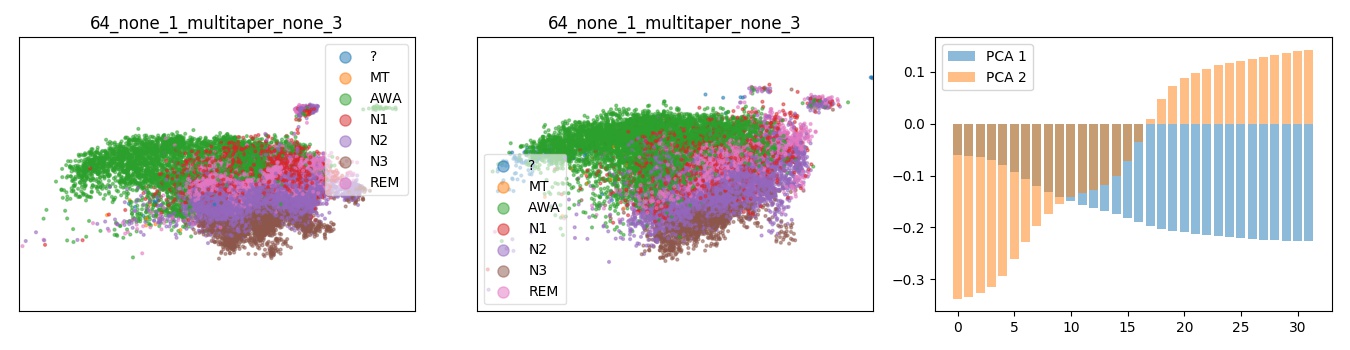 64_none_1_multitaper_none_3
?
MT
AWA
N1
N2
N3
REM
64_none_1_multitaper_none_3
?
MT
AWA
N1
N2
N3
REM
PCA 1
PCA 2
0.1
0.0
−0.1
−0.2
−0.3
0 5 10 15 20 25 30